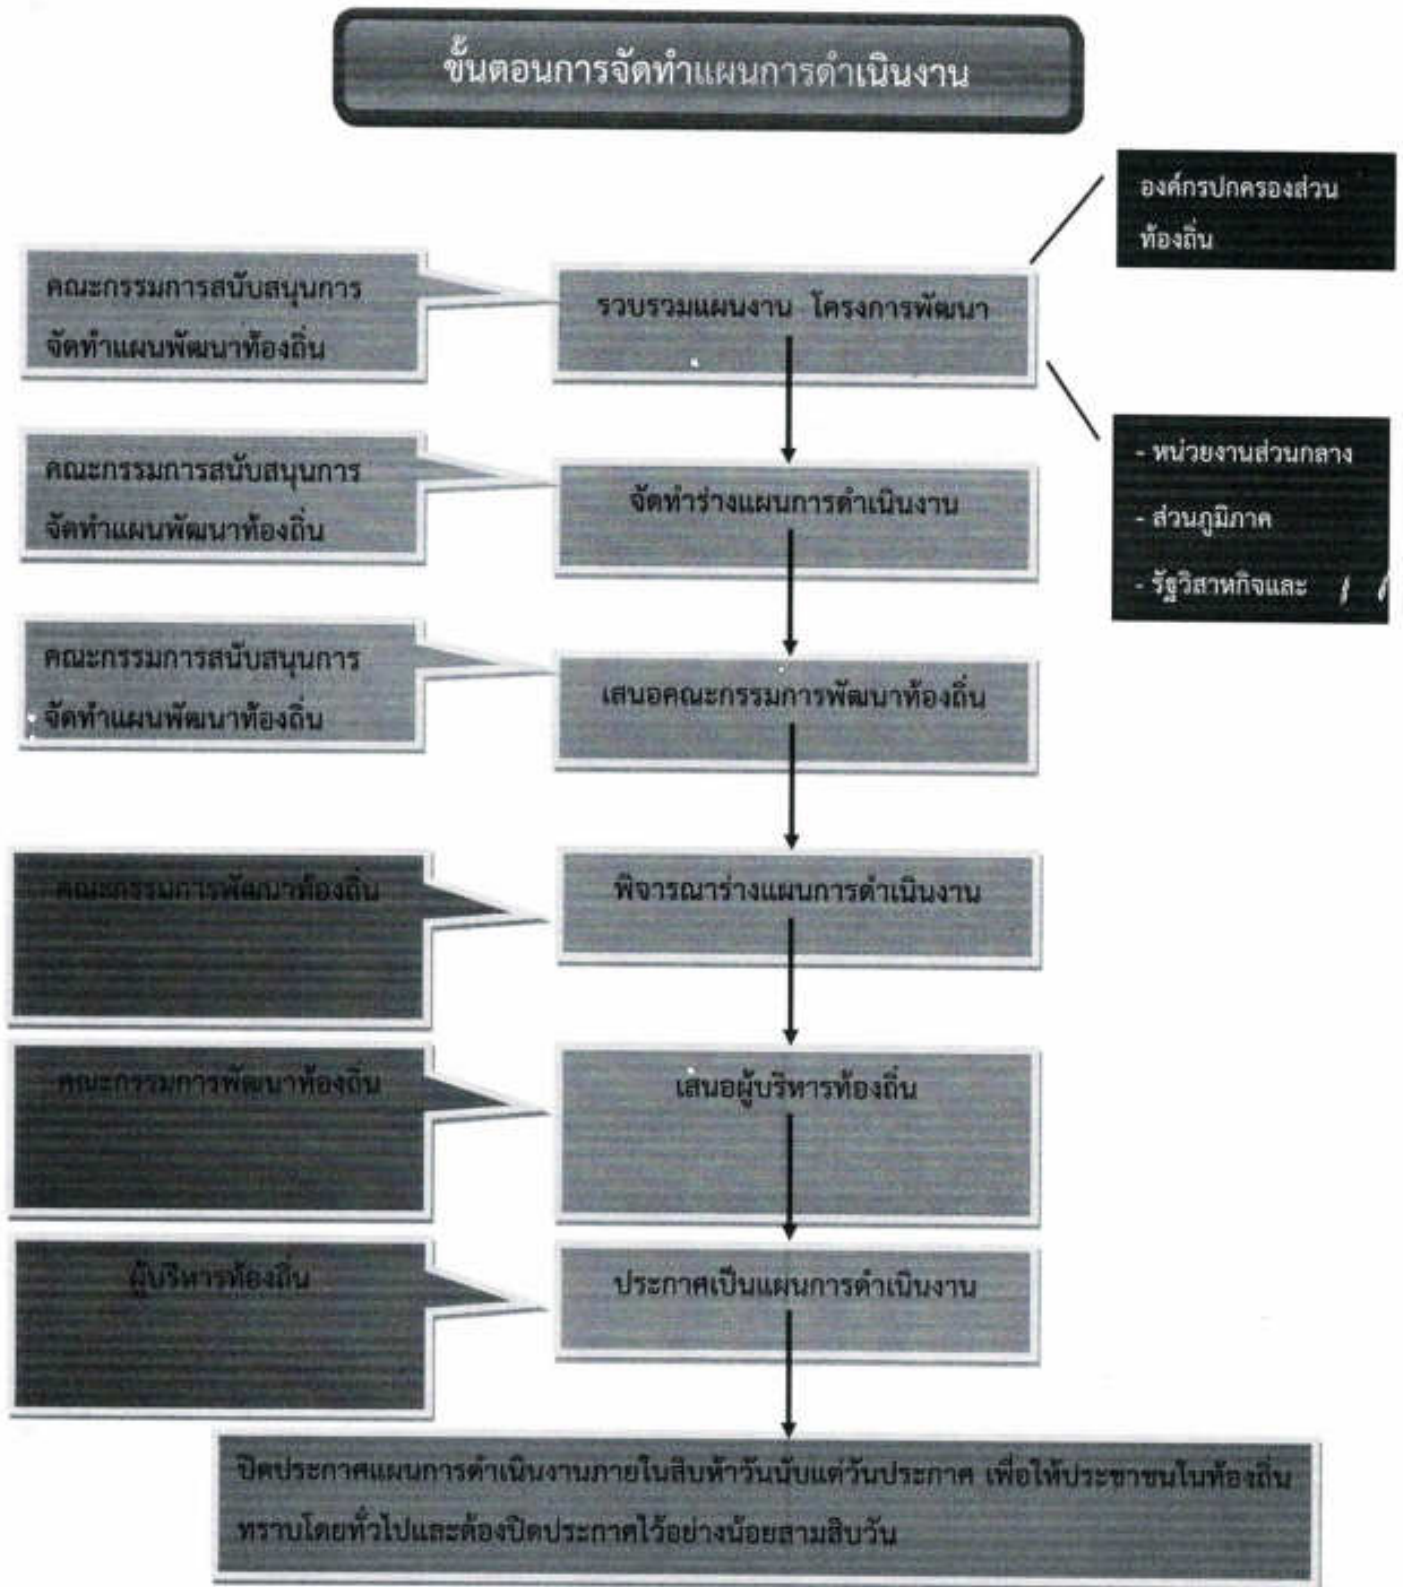 ขั้นตอนการจัดทำแผนการดำเนินงาน
องค์กรปกครองส่วน
ท้องถิ่น
คณะกรรมการสนับสนุนการ
จัดทำแผนพัฒนาท้องถิ่น
รวบรวมแผนงาน โครงการพัฒนา
- หน่วยงานส่วนกลาง
- ส่วนภูมิภาค
- รัฐวิสาหกิจและ
คณะกรรมการสนับสนุนการ
จัดทำแผนพัฒนาท้องถิ่น
จัดทำร่างแผนการดำเนินงาน
คณะกรรมการสนับสนุนการ
จัดทำแผนพัฒนาท้องถิ่น
เสนอคณะกรรมการพัฒนาท้องถิ่น
คณะกรรมการพัฒนาท้องถิ่น
พิจารณาร่างแผนการดำเนินงาน
คณะกรรมการพัฒนาท้องถิ่น
เสนอผู้บริหารท้องถิ่น
ผู้บริหารท้องถิ่น
ประกาศเป็นแผนการดำเนินงาน
ปิดประกาศแผนการดำเนินงานภายในสิบห้าวันนับแต่วันประกาศ เพื่อให้ประชาชนในท้องถิ่น
ทราบโดยทั่วไปและต้องปิดประกาศไว้อย่างน้อยสามสิบวัน